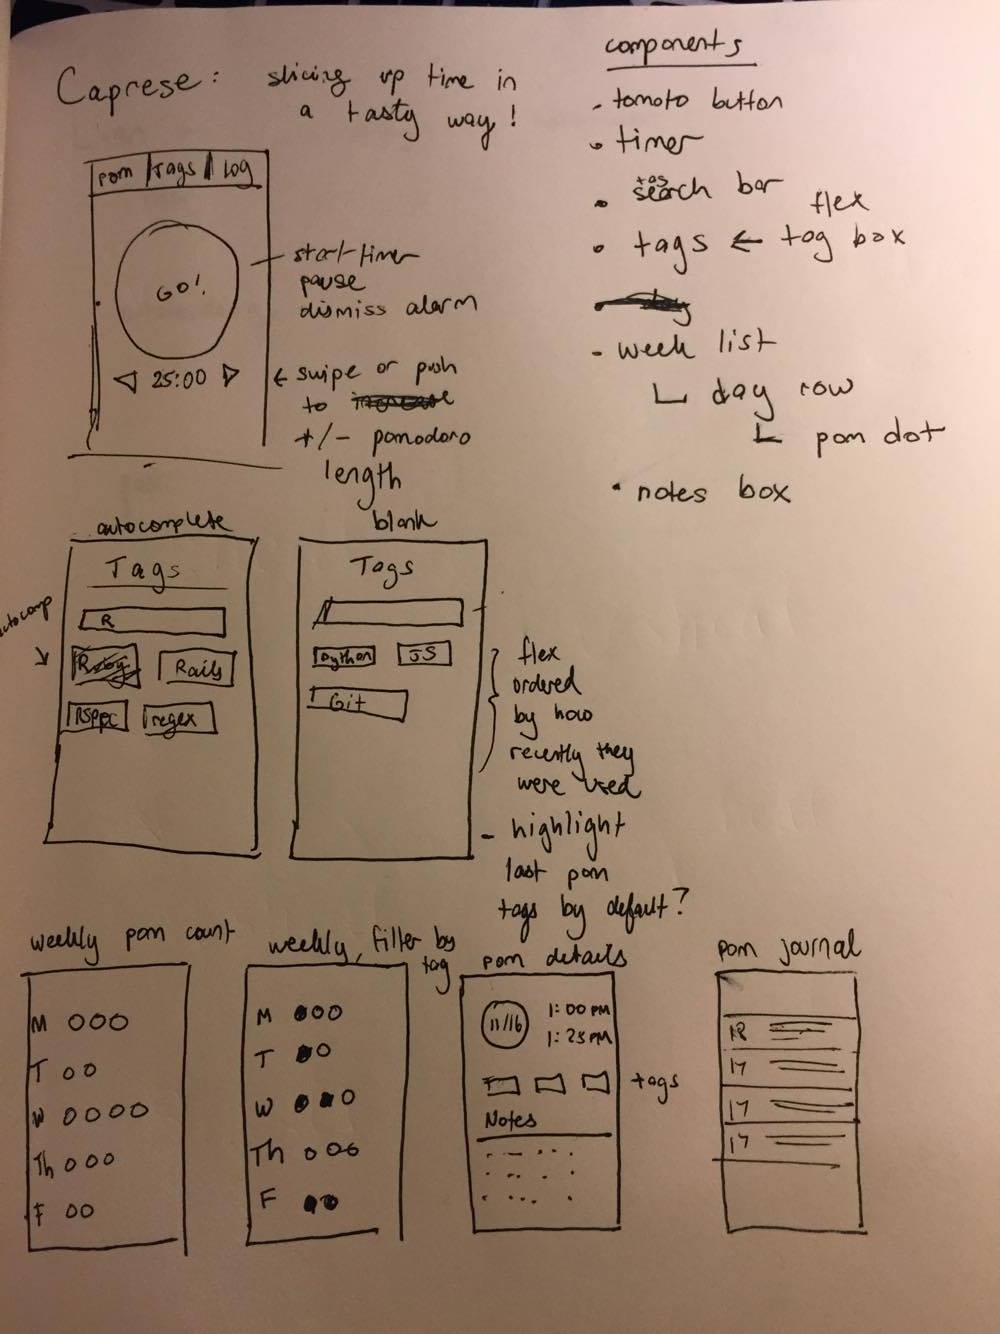 Caprese: slicing up time in
a tasty way!
pom Tags Log
GO!
25:00
start timer
pause
dismiss alarm
← swipe or push
to
+/- pomodoro
length
components
- tomato button
• timer
tag
• search bar
flex
• tags ← tag box
- week list
day row
pom dot
• notes box
autocomplete
Tags
R
autocomp
Ruby Rails
RSpec regex
blank
Tags
python JS
Git
flex
ordered
by how
recently they
were used
- highlight
last pom
tags by default?
weekly pom count
M OOO
T OO
W OOOO
Th OOO
F OO
weekly, filter by
tag
M
T
W
Th
F
pom details
11/16
1:00 PM
1:25 PM
tags
Notes
pom journal
18
17
17
17